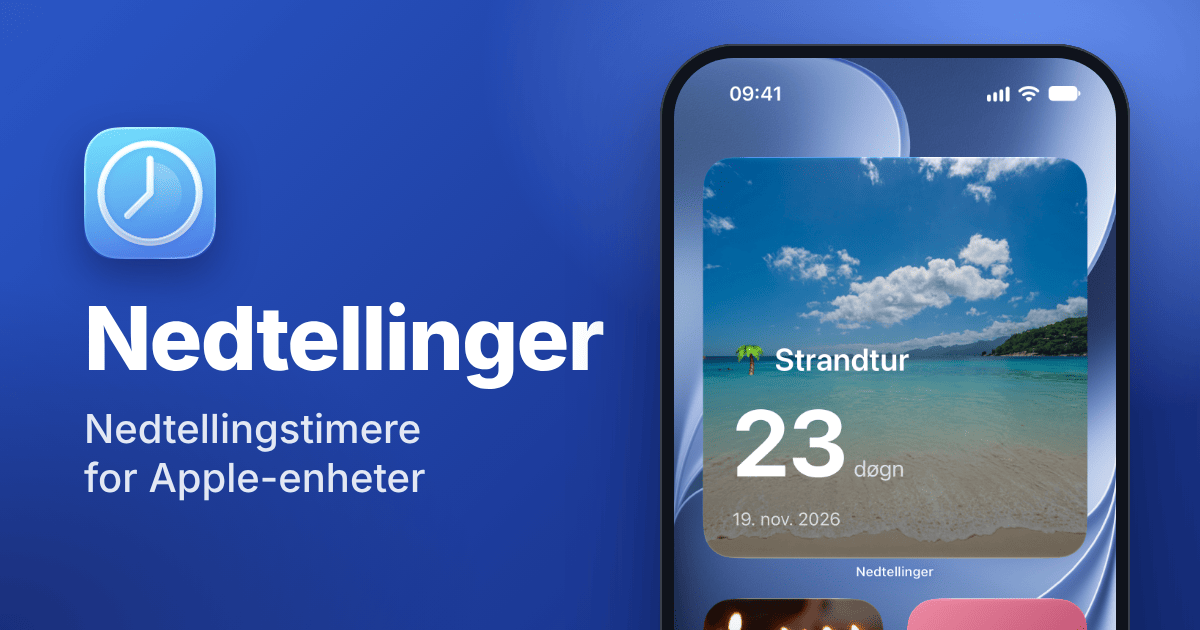 Nedtellinger
Nedtellingstimere
for Apple-enheter
09:41
🌴 Strandtur
23 døgn
19. nov. 2026
Nedtellinger